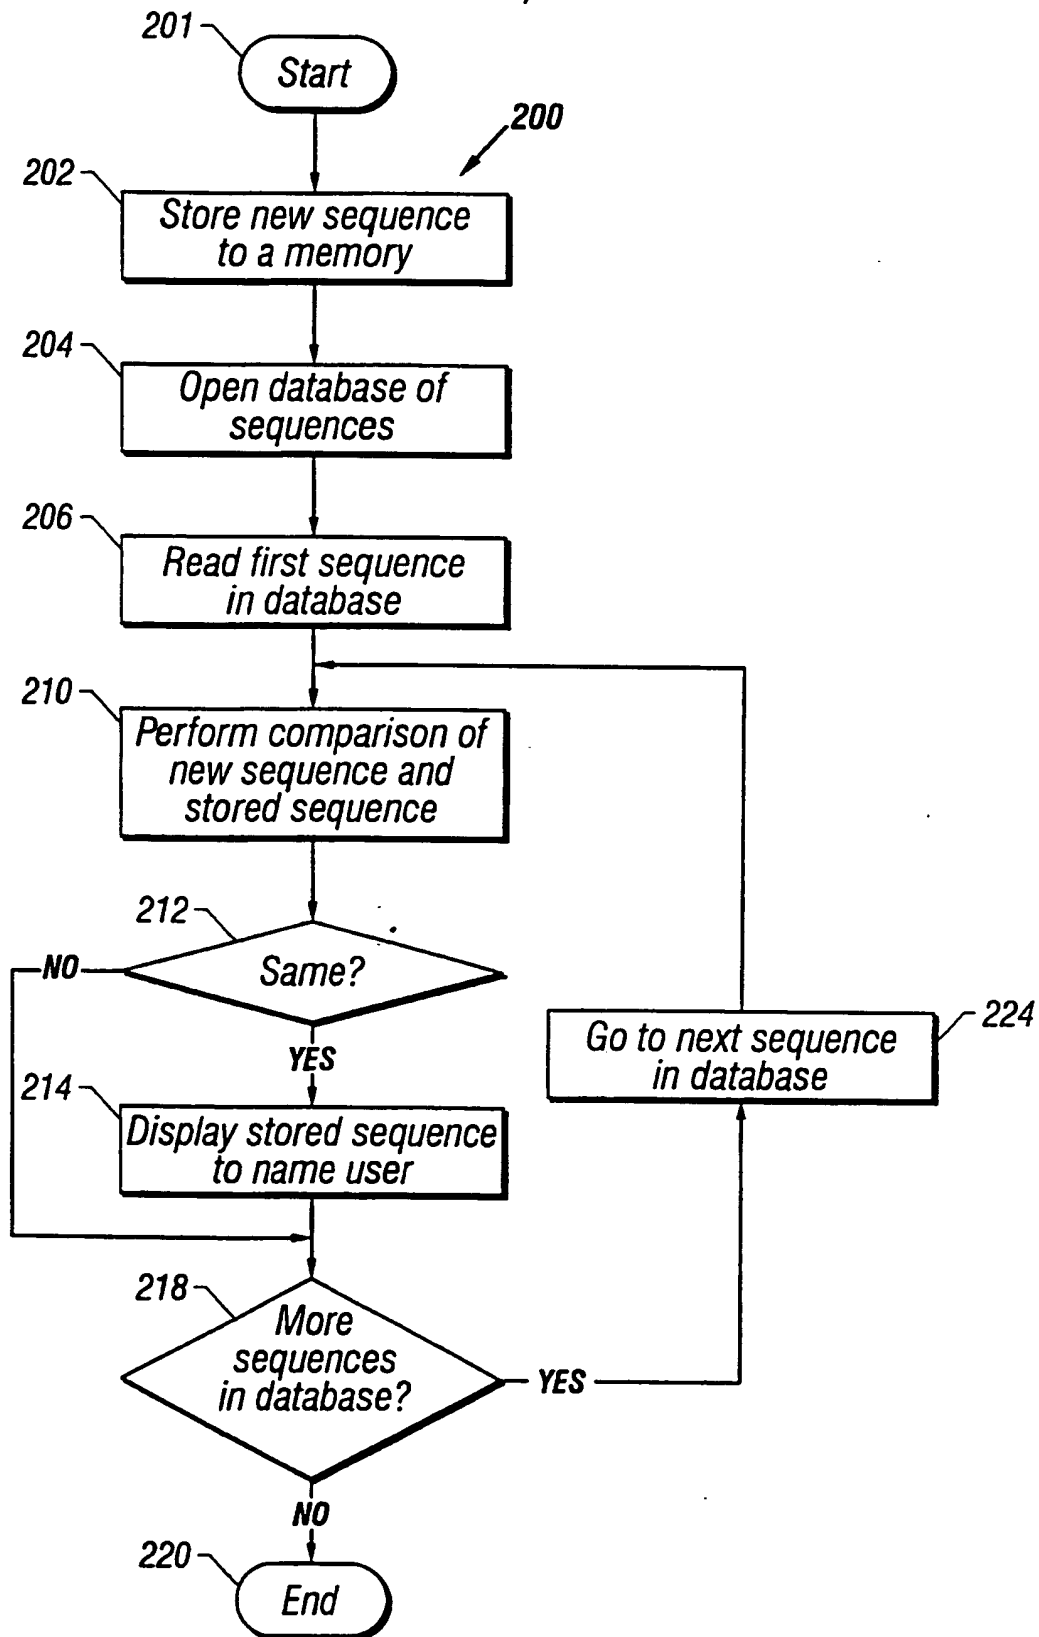 201
Start
200
202
Store new sequence
to a memory
204
Open database of
sequences
206
Read first sequence
in database
210
Perform comparison of
new sequence and
stored sequence
212
NO
Same?
YES
224
Go to next sequence
in database
214
Display stored sequence
to name user
218
More
sequences
in database?
YES
NO
220
End